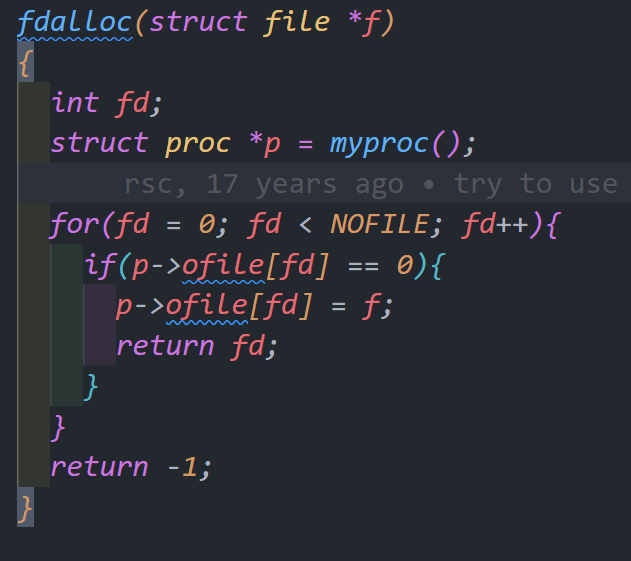 fdalloc(struct file *f)
{
int fd;
struct proc *p = myproc();
rsc, 17 years ago • try to use
for(fd = 0; fd < NOFILE; fd++){
if(p->ofile[fd] == 0){
p->ofile[fd] = f;
return fd;
}
}
return -1;
}